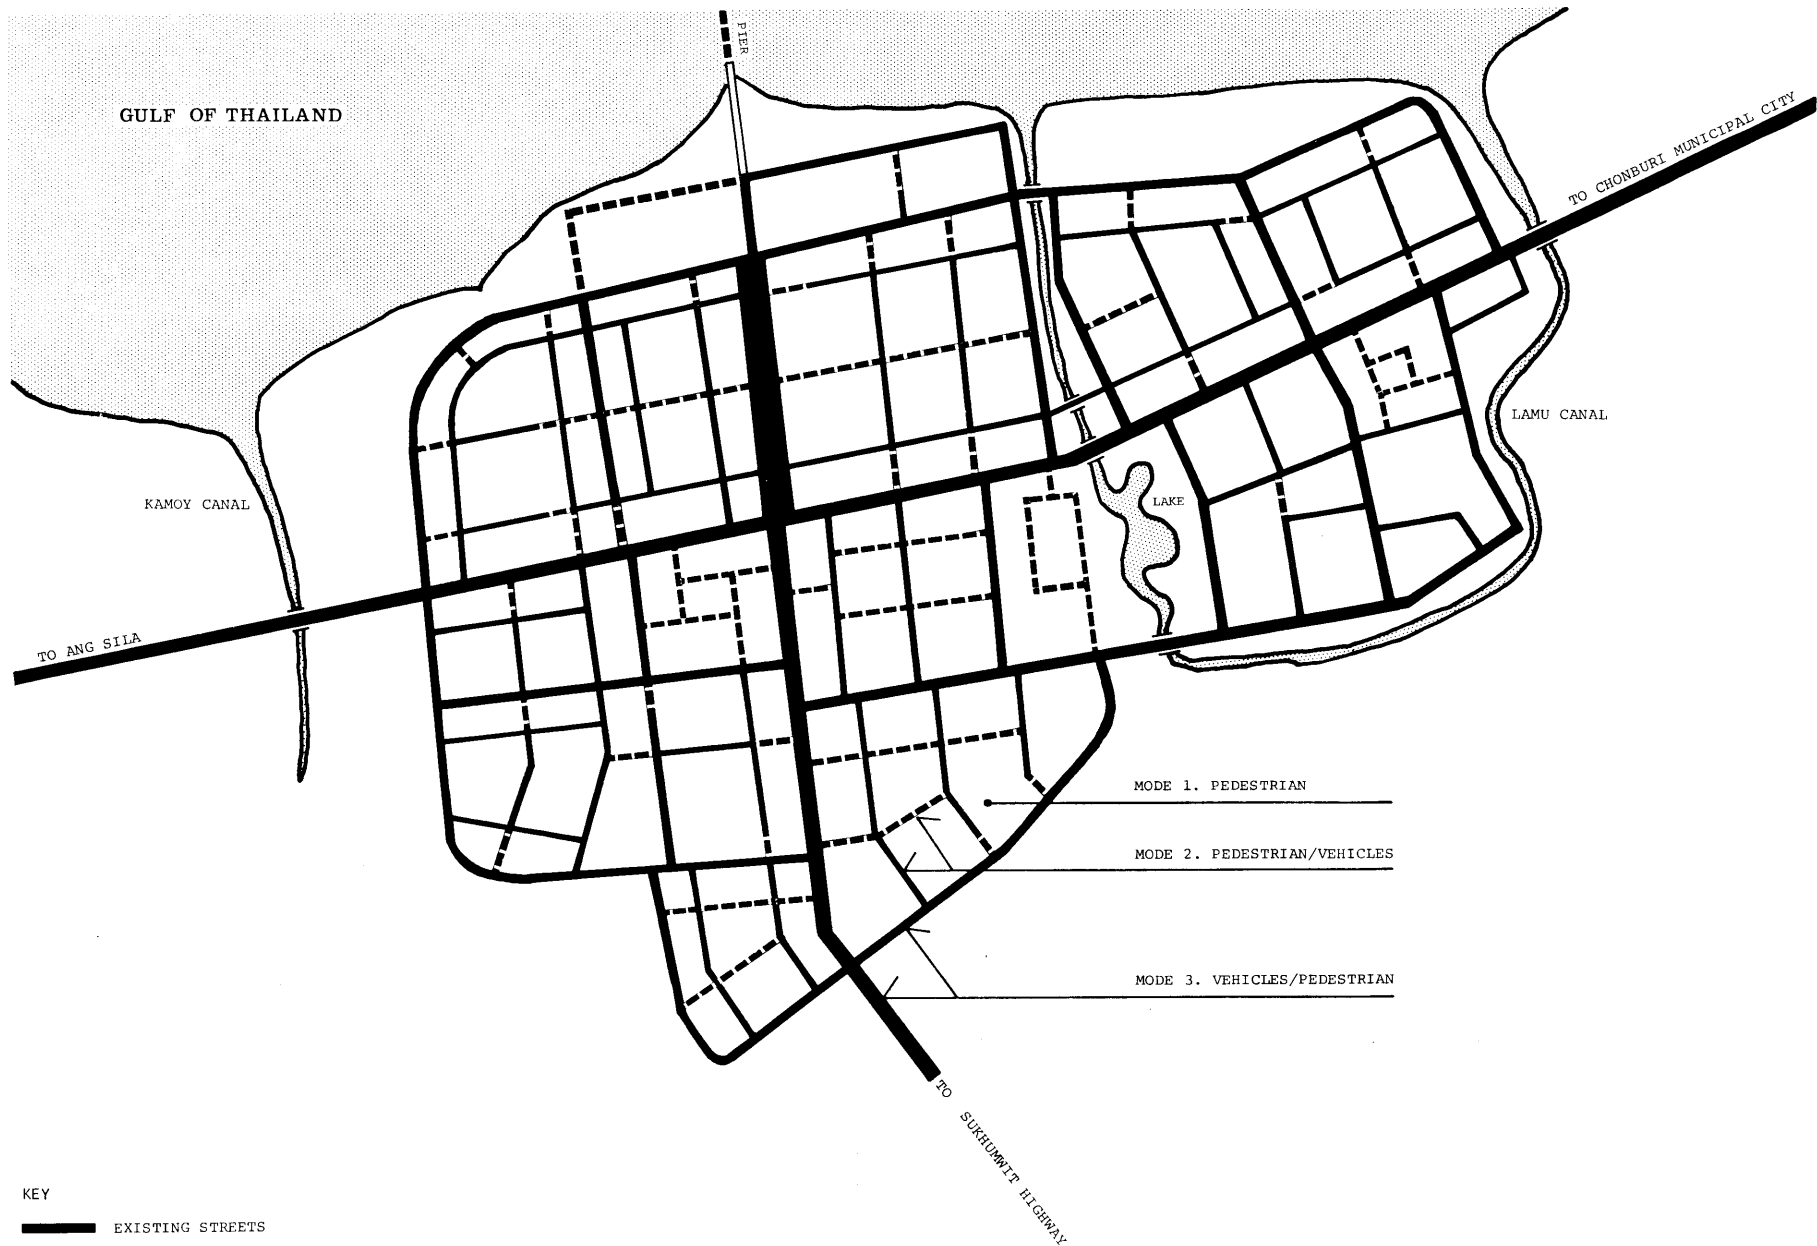 PIER
GULF OF THAILAND
TO CHONBURI MUNICIPAL CITY
LAMU CANAL
KAMOY CANAL
LAKE
TO ANG SILA
MODE 1. PEDESTRIAN
MODE 2. PEDESTRIAN/VEHICLES
MODE 3. VEHICLES/PEDESTRIAN
TO SUKHUMWIT HIGHWAY
KEY
EXISTING STREETS